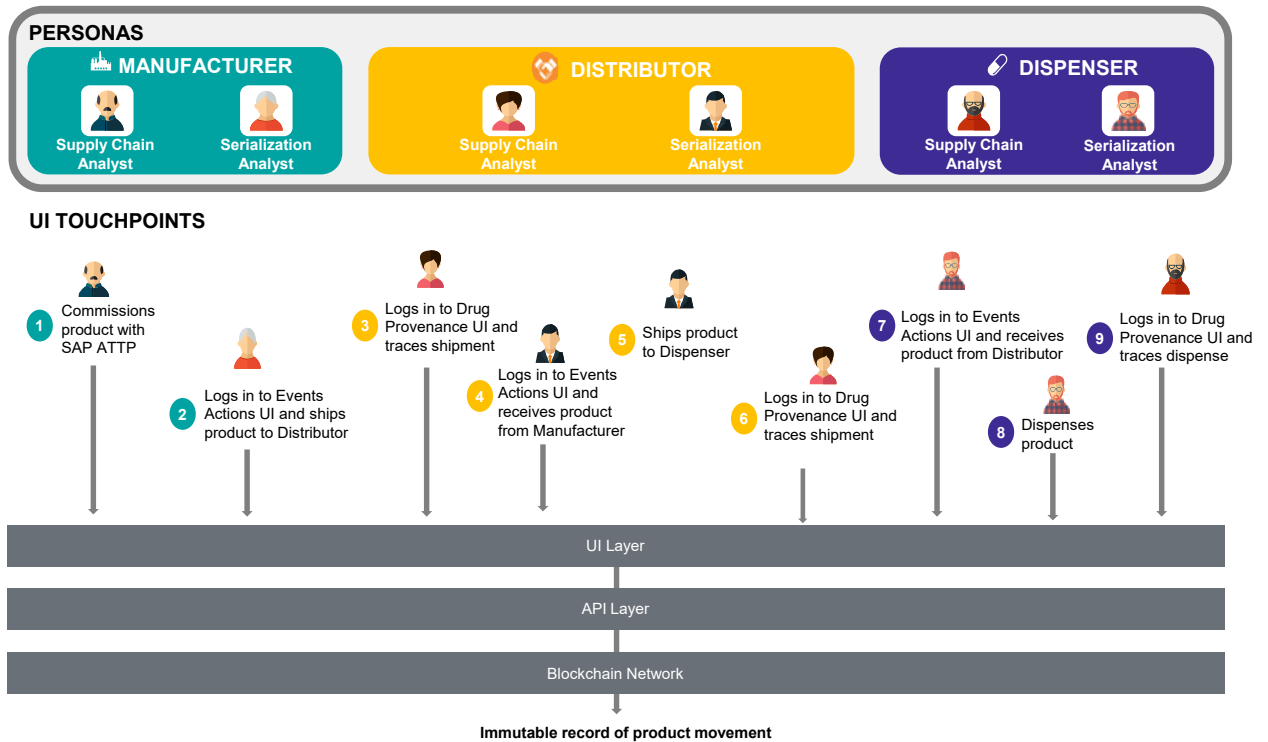 PERSONAS
MANUFACTURER
Supply Chain
Analyst
Serialization
Analyst
DISTRIBUTOR
Supply Chain
Analyst
Serialization
Analyst
DISPENSER
Supply Chain
Analyst
Serialization
Analyst
UI TOUCHPOINTS
1
Commissions
product with
SAP ATTP
2
Logs in to Events
Actions UI and ships
product to Distributor
3
Logs in to Drug
Provenance UI and
traces shipment
4
Logs in to Events
Actions UI and
receives product
from Manufacturer
5
Ships product
to Dispenser
6
Logs in to Drug
Provenance UI and
traces shipment
7
Logs in to Events
Actions UI and receives
product from Distributor
8
Dispenses
product
9
Logs in to Drug
Provenance UI and
traces dispense
UI Layer
API Layer
Blockchain Network
Immutable record of product movement